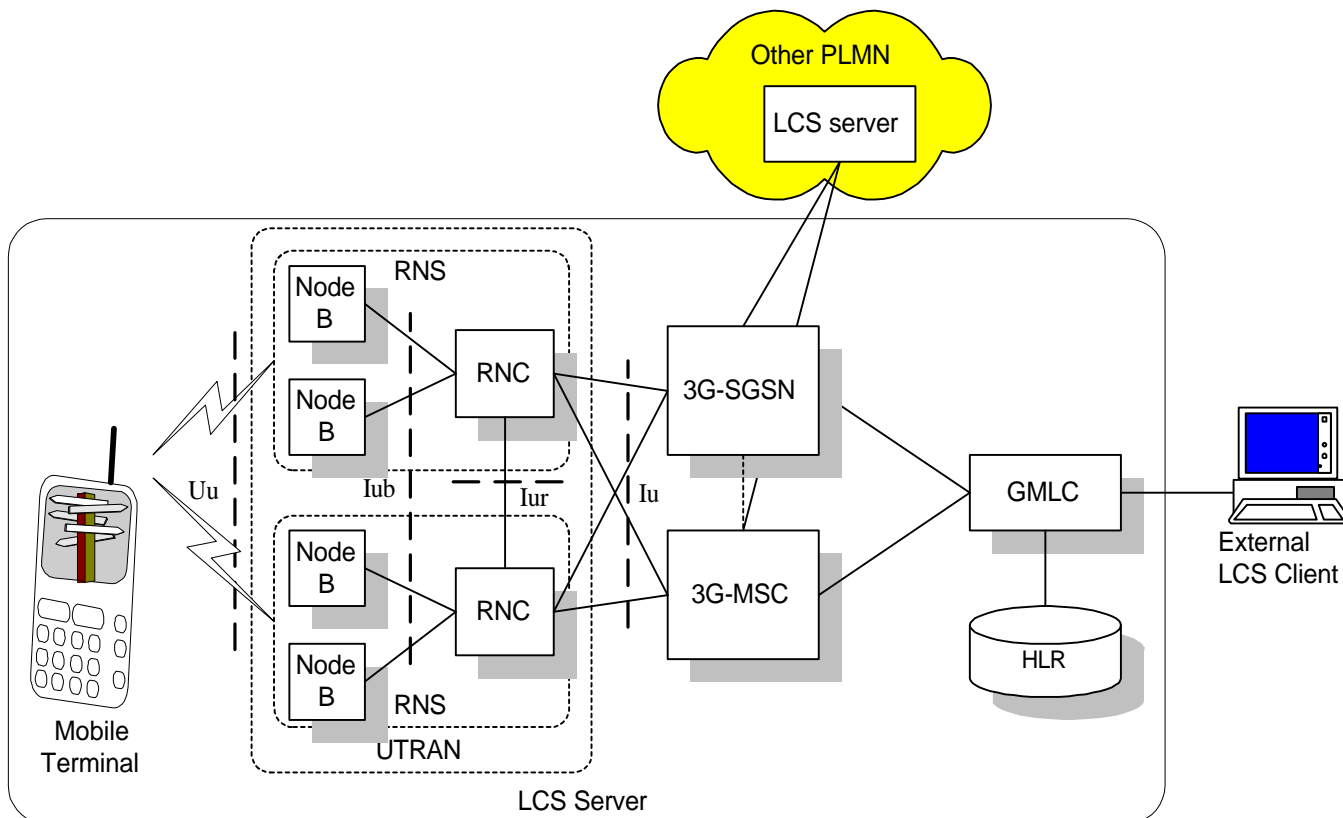 Other PLMN
LCS server
RNS
Node
B
RNC
Node
B
3G-SGSN
Uu
Iub
Iur
Iu
GMLC
External
LCS Client
Node
B
RNC
3G-MSC
Node
B
HLR
RNS
UTRAN
Mobile
Terminal
LCS Server